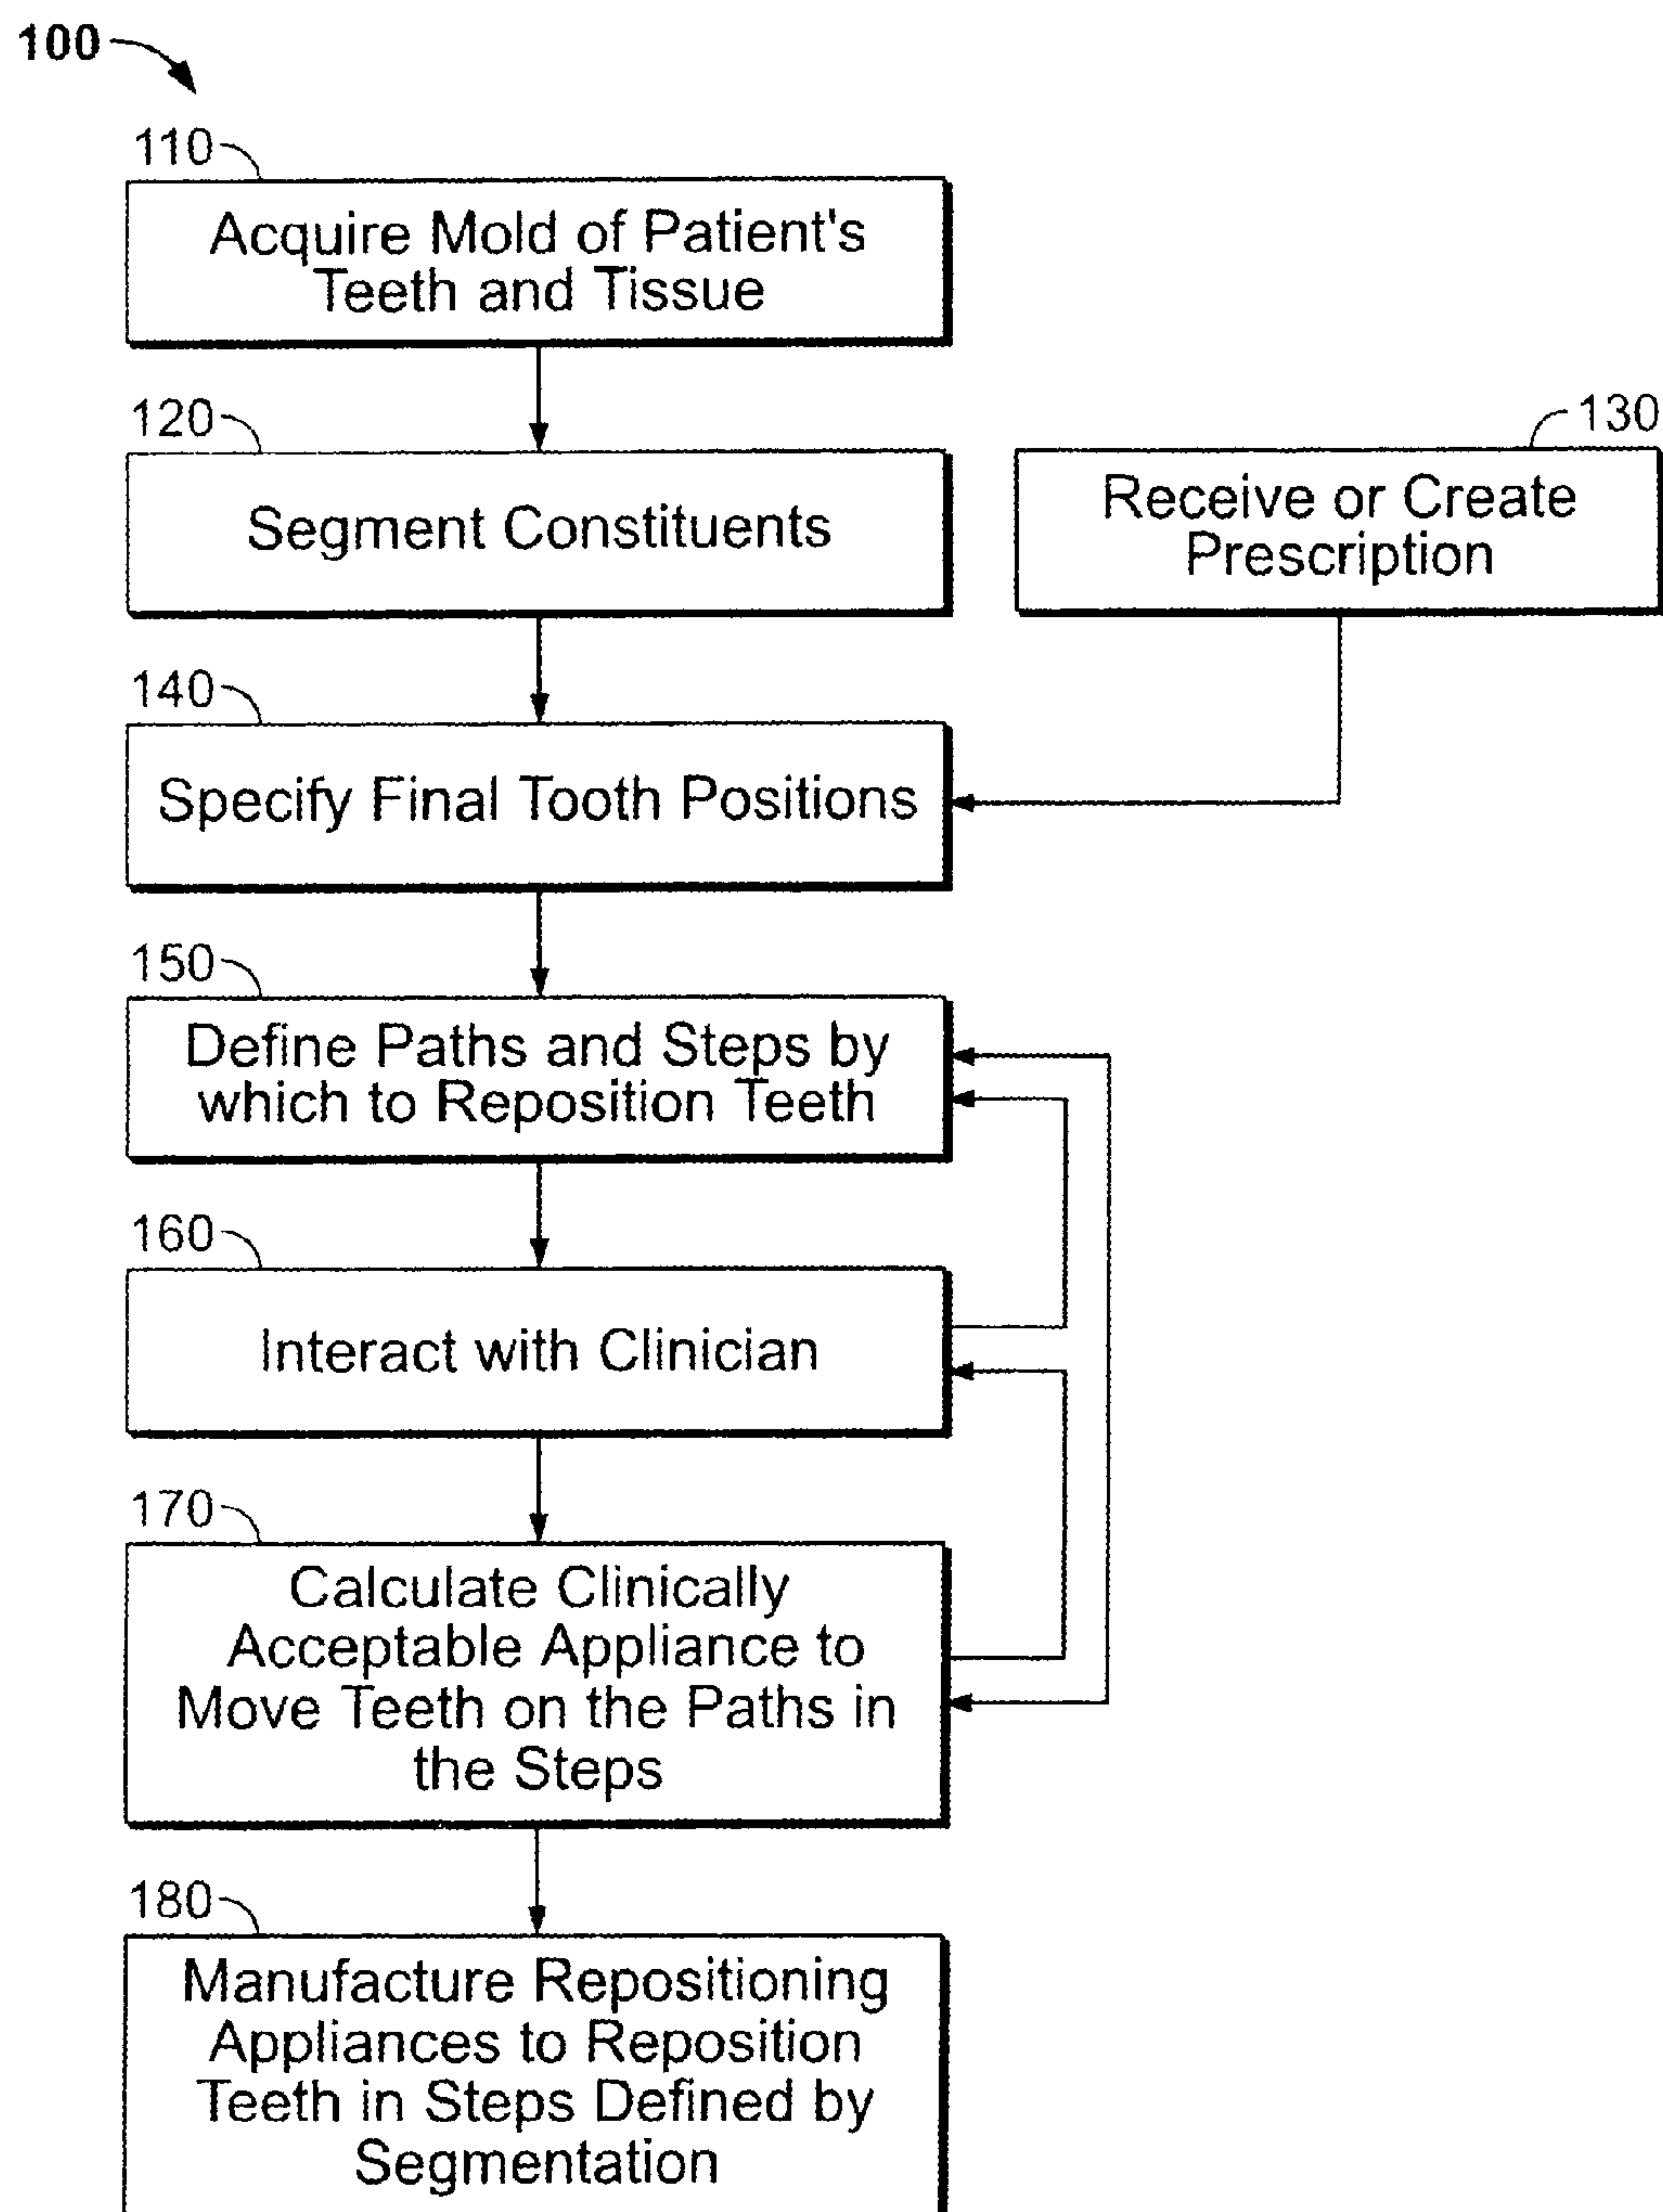 100
110
Acquire Mold of Patient's
Teeth and Tissue
120
Segment Constituents
130
Receive or Create
Prescription
140
Specify Final Tooth Positions
150
Define Paths and Steps by
which to Reposition Teeth
160
Interact with Clinician
170
Calculate Clinically
Acceptable Appliance to
Move Teeth on the Paths in
the Steps
180
Manufacture Repositioning
Appliances to Reposition
Teeth in Steps Defined by
Segmentation